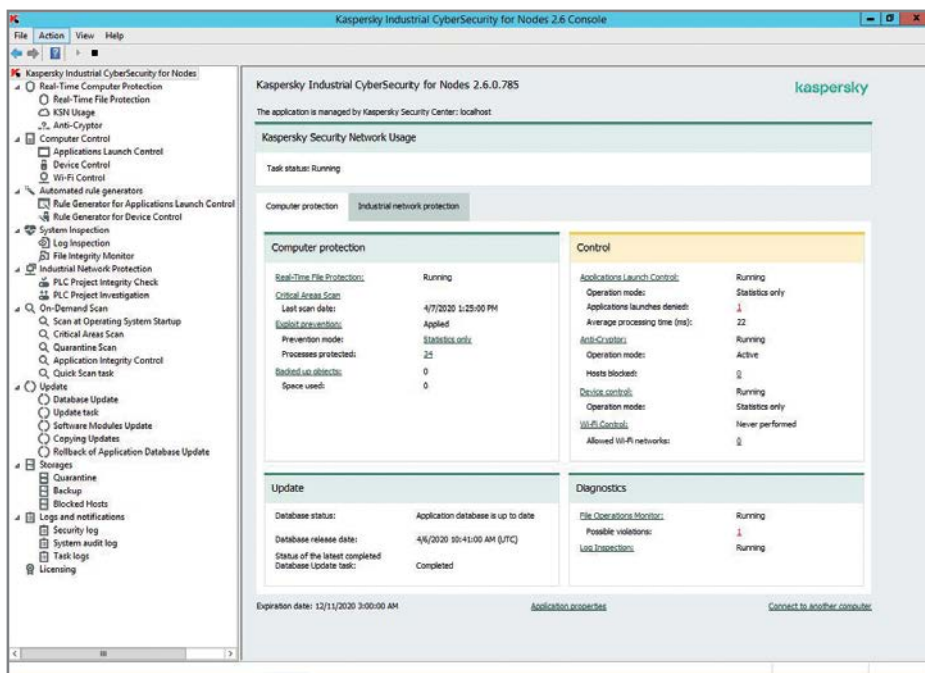 Kaspersky Industrial CyberSecurity for Nodes 2.6 Console
File Action View Help
Kaspersky Industrial CyberSecurity for Nodes
Real-Time Computer Protection
Real-Time File Protection
KSN Usage
Anti-Cryptor
Computer Control
Applications Launch Control
Device Control
Wi-Fi Control
Automated rule generators
Rule Generator for Applications Launch Control
Rule Generator for Device Control
System Inspection
Log Inspection
File Integrity Monitor
Industrial Network Protection
PLC Project Integrity Check
PLC Project Investigation
On-Demand Scan
Scan at Operating System Startup
Critical Areas Scan
Quarantine Scan
Application Integrity Control
Quick Scan task
Update
Database Update
Update task
Software Modules Update
Copying Updates
Rollback of Application Database Update
Storages
Quarantine
Backup
Blocked Hosts
Logs and notifications
Security log
System audit log
Task logs
Licensing
Kaspersky Industrial CyberSecurity for Nodes 2.6.0.785
kaspersky
The application is managed by Kaspersky Security Center: localhost
Kaspersky Security Network Usage
Task status: Running
Computer protection Industrial network protection
Computer protection
Real-Time File Protection: Running
Critical Areas Scan
Last scan date: 4/7/2020 1:25:00 PM
Exploit prevention: Applied
Prevention mode: Statistics only
Processes protected: 24
Backed up objects: 0
Space used: 0
Control
Applications Launch Control: Running
Operation mode: Statistics only
Applications launches denied: 1
Average processing time (ms): 22
Anti-Cryptor: Running
Operation mode: Active
Hosts blocked: 0
Device control: Running
Operation mode: Statistics only
Wi-Fi Control: Never performed
Allowed Wi-Fi networks: 0
Update
Database status: Application database is up to date
Database release date: 4/6/2020 10:41:00 AM (UTC)
Status of the latest completed
Database Update task: Completed
Diagnostics
File Operations Monitor: Running
Possible violations: 1
Log Inspection: Running
Expiration date: 12/11/2020 3:00:00 AM Application properties Connect to another computer